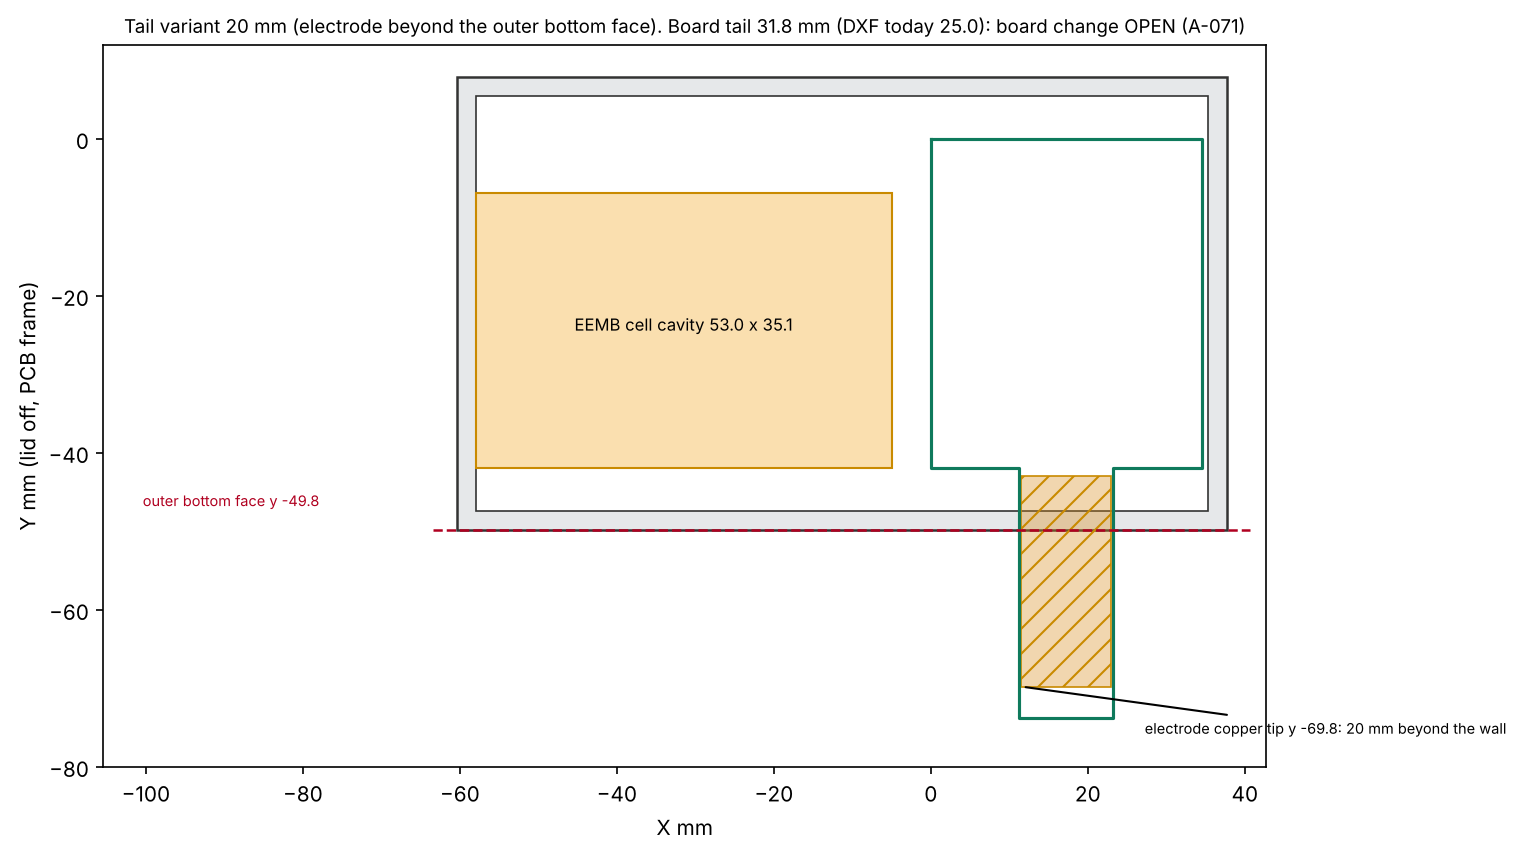 Tail variant 20 mm (electrode beyond the outer bottom face). Board tail 31.8 mm (DXF today 25.0): board change OPEN (A-071)
Y mm (lid off, PCB frame)
0
−20
−40
−60
−80
EEMB cell cavity 53.0 x 35.1
outer bottom face y -49.8
electrode copper tip y -69.8: 20 mm beyond the wall
−100
−80
−60
−40
−20
0
20
40
X mm